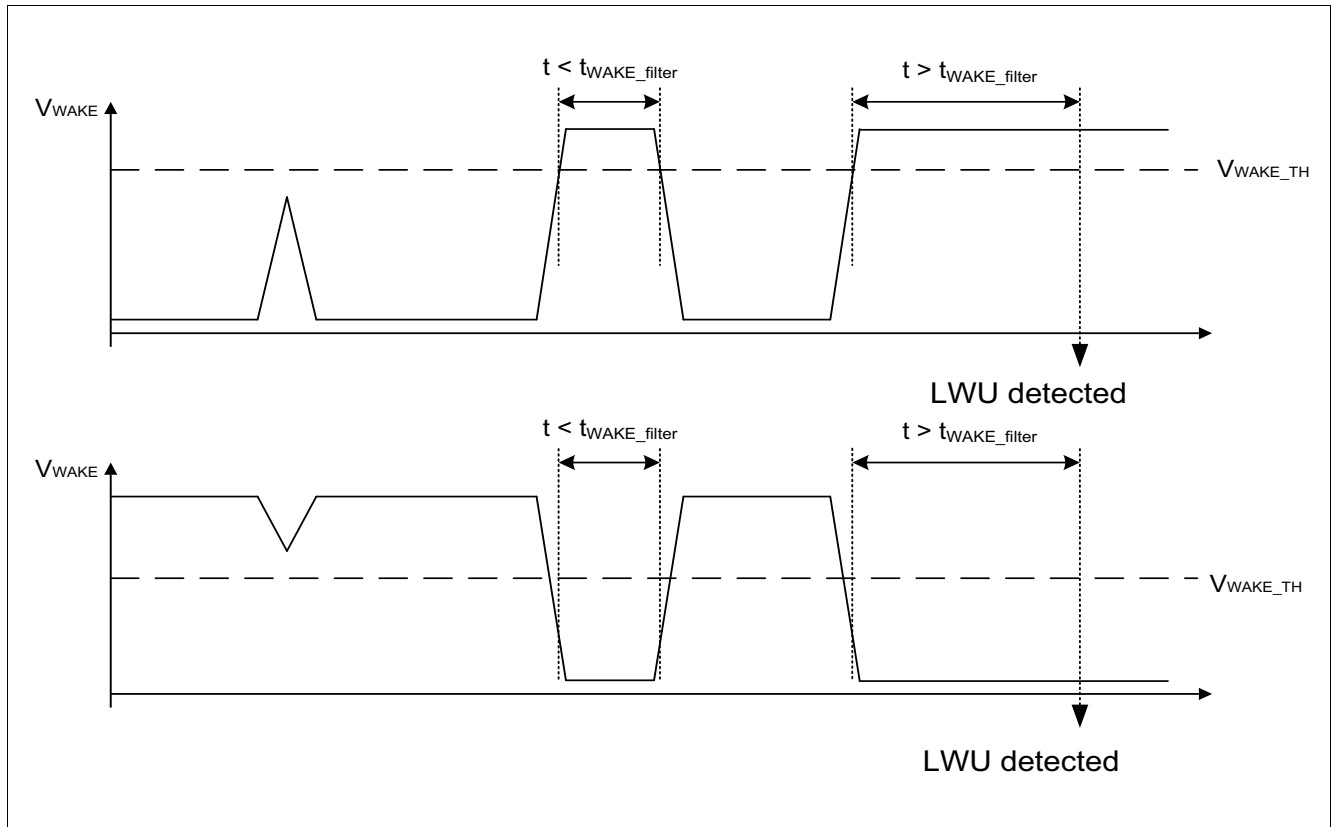 t < tWAKE_filter
t > tWAKE_filter
VWAKE
VWAKE_TH
LWU detected
t < tWAKE_filter
t > tWAKE_filter
VWAKE
VWAKE_TH
LWU detected